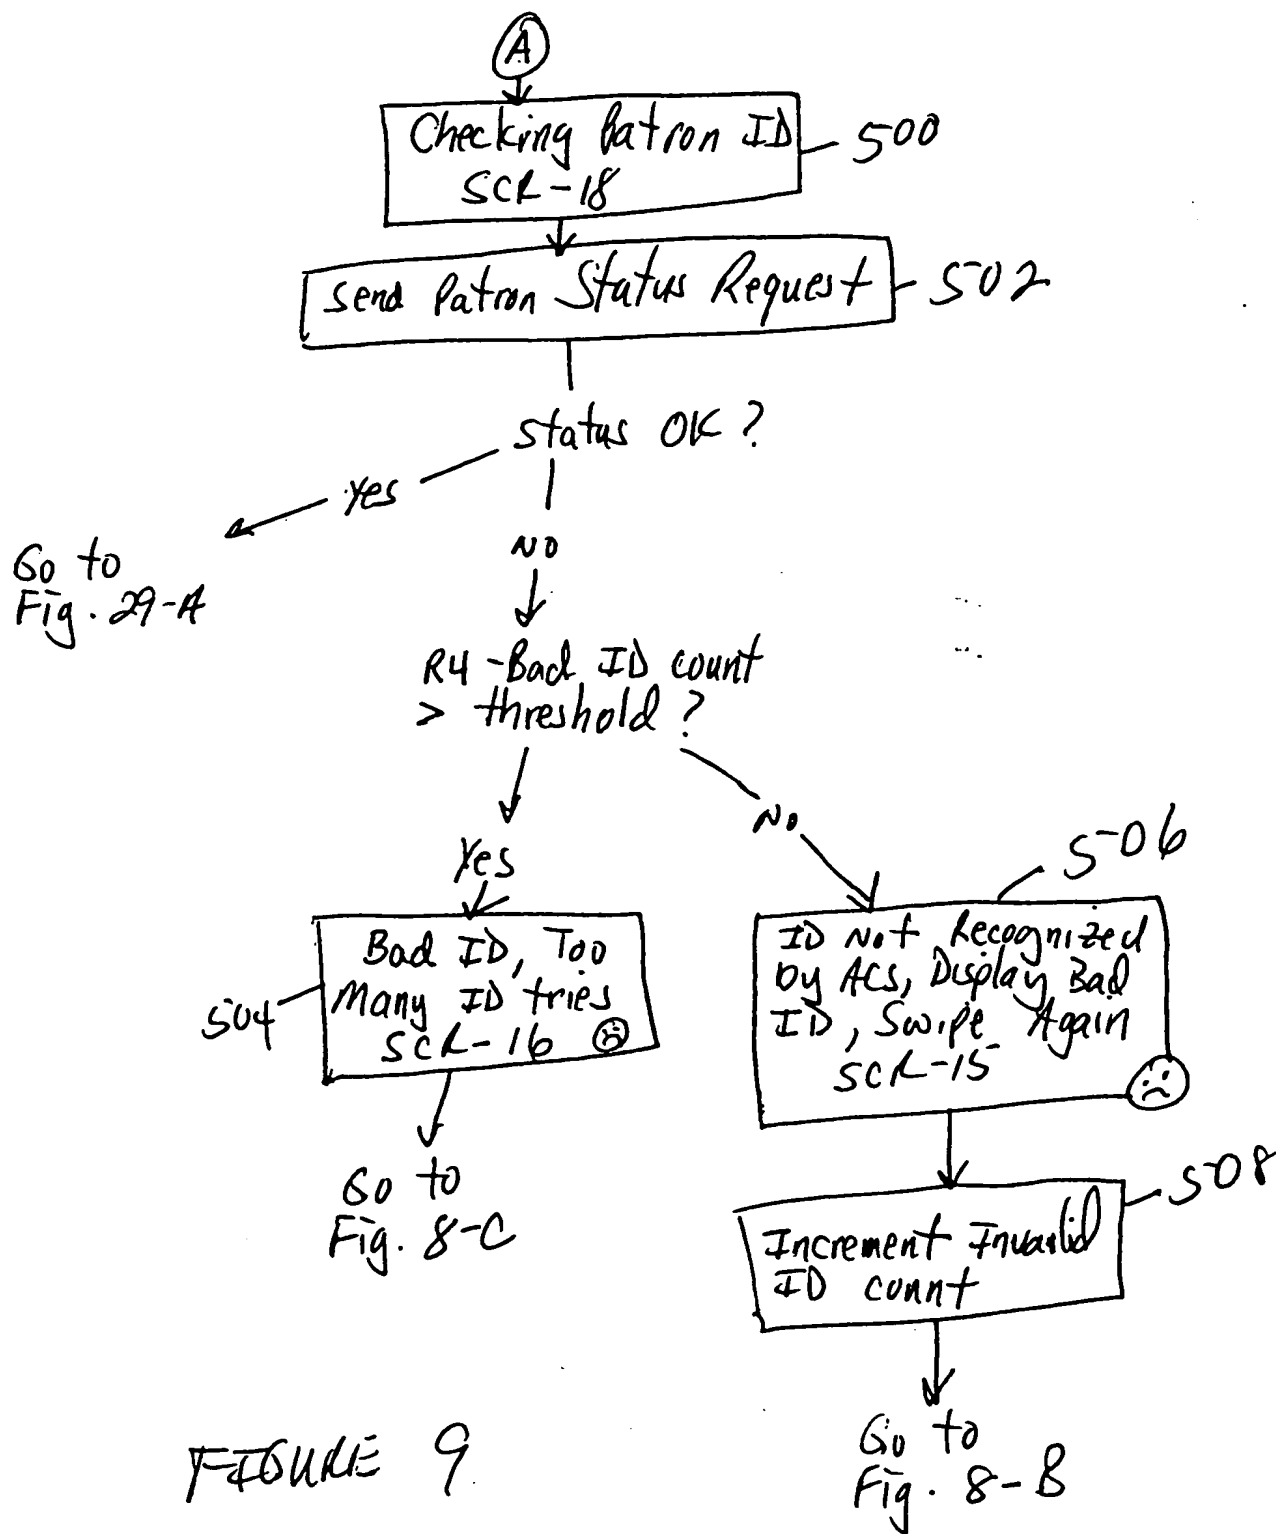 A
Checking Patron ID
SCR-18
500
Send Patron Status Request
502
Status OK?
Yes
No
Go to
Fig. 29-A
R4-Bad ID count
> threshold?
Yes
No
506
Bad ID, Too
Many ID tries
SCR-16
504
ID Not Recognized
by ACS, Display Bad
ID, Swipe Again
SCR-15
Go to
Fig. 8-C
508
Increment Invalid
ID count
Go to
Fig. 8-B
FIGURE 9